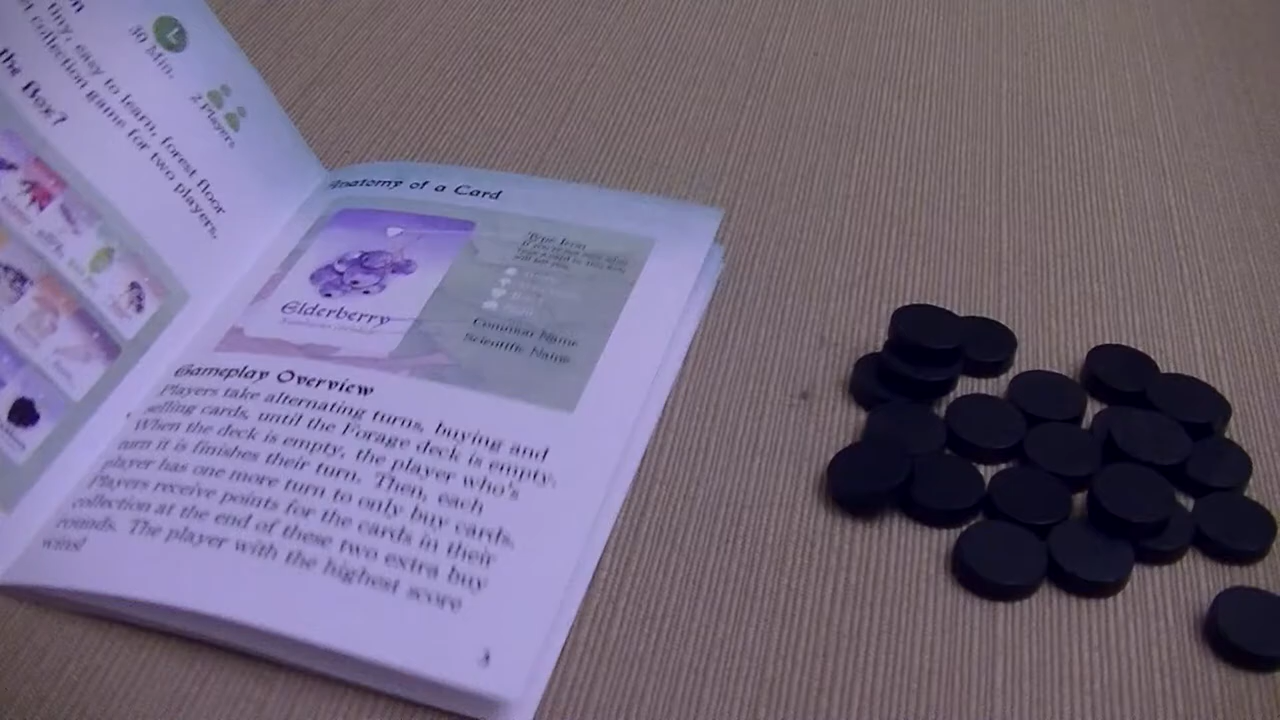 30 Min.
2 Players
tiny, easy to learn, forest floor
collection game for two players.
the Box?
Anatomy of a Card
Elderberry
Type Icon
Common Name
Scientific Name
Gameplay Overview
Players take alternating turns, buying and
selling cards, until the Forage deck is empty.
When the deck is empty, the player who's
turn it is finishes their turn. Then, each
player has one more turn to only buy cards.
Players receive points for the cards in their
collection at the end of these two extra buy
rounds. The player with the highest score
wins!
3